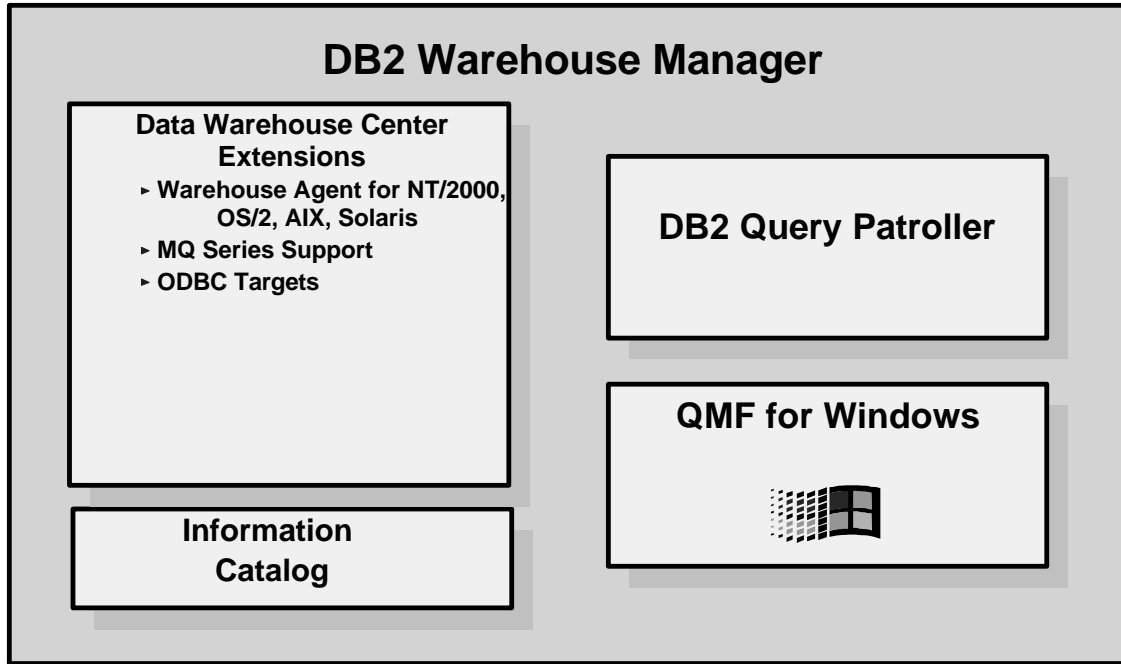 DB2 Warehouse Manager
Data Warehouse Center
Extensions
► Warehouse Agent for NT/2000,
OS/2, AIX, Solaris
► MQ Series Support
► ODBC Targets
Information
Catalog
DB2 Query Patroller
QMF for Windows